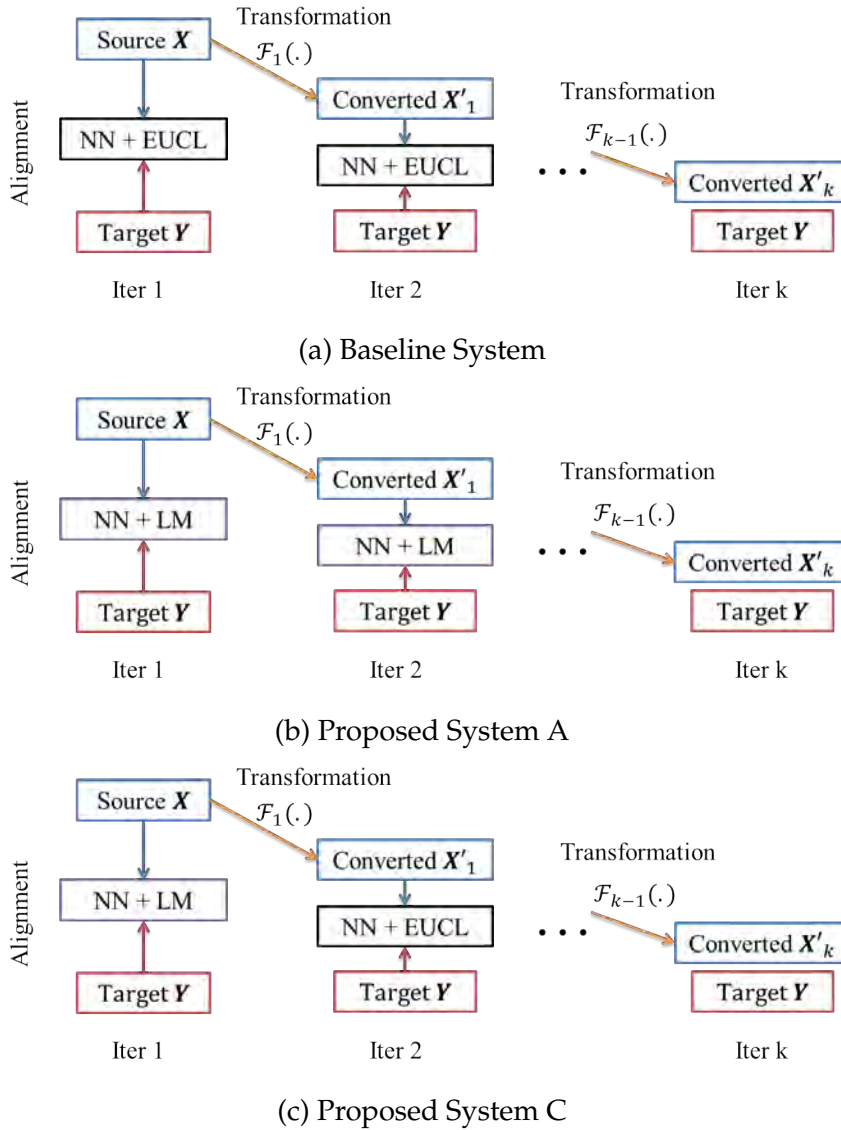 Transformation
Source X
F₁(.)
Converted X'₁
Transformation
Alignment
NN + EUCL
F_{k−1}(.)
NN + EUCL
• • •
Converted X'ₖ
Target Y
Target Y
Target Y
Iter 1
Iter 2
Iter k
(a) Baseline System
Transformation
Source X
F₁(.)
Converted X'₁
Transformation
Alignment
NN + LM
F_{k−1}(.)
NN + LM
• • •
Converted X'ₖ
Target Y
Target Y
Target Y
Iter 1
Iter 2
Iter k
(b) Proposed System A
Transformation
Source X
F₁(.)
Converted X'₁
Transformation
Alignment
NN + LM
F_{k−1}(.)
NN + EUCL
• • •
Converted X'ₖ
Target Y
Target Y
Target Y
Iter 1
Iter 2
Iter k
(c) Proposed System C